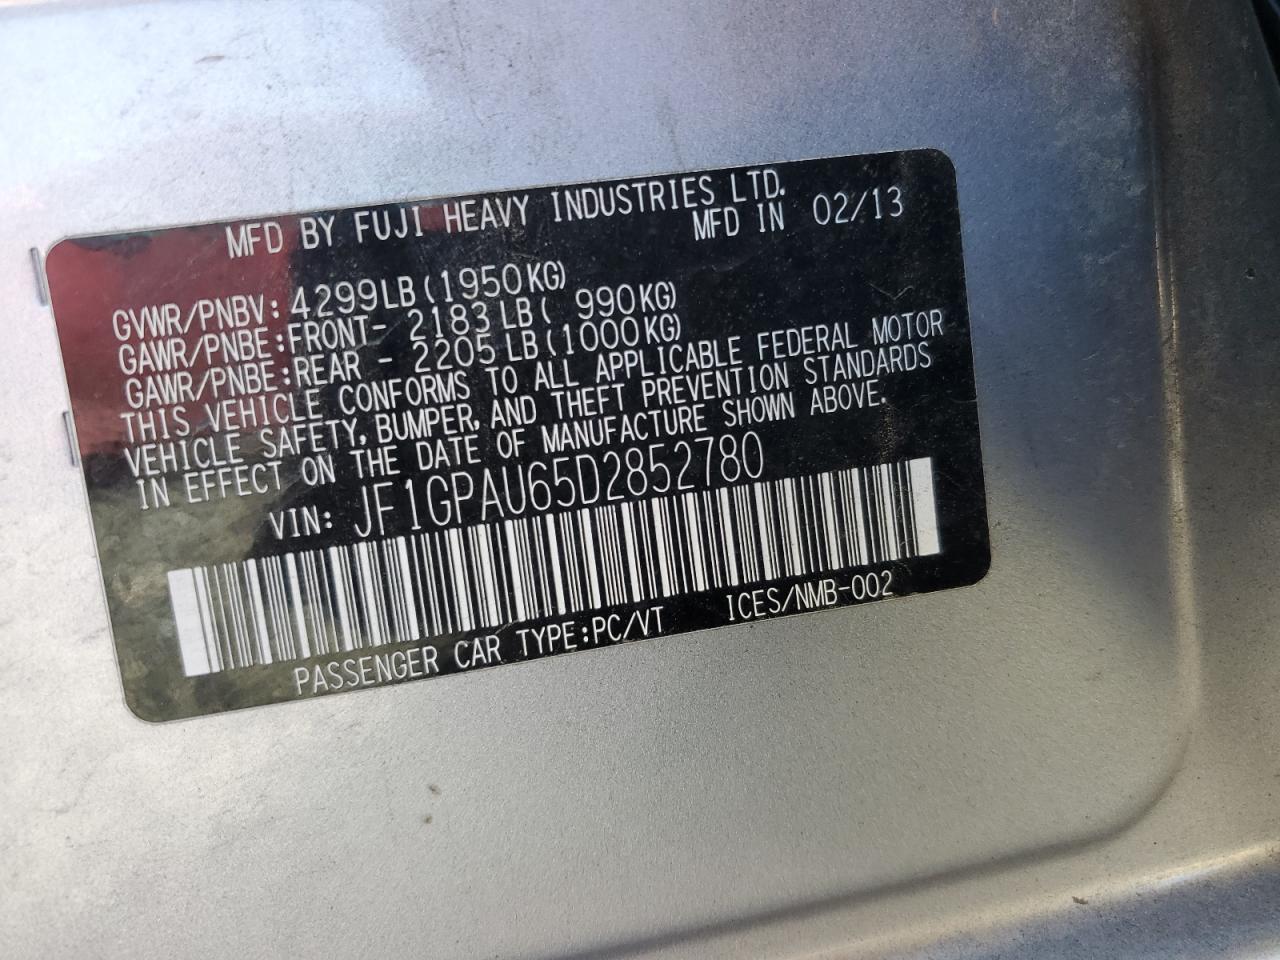 MFD BY FUJI HEAVY INDUSTRIES LTD.
MFD IN 02/13
GVWR/PNBV: 4299LB (1950KG)
GAWR/PNBE:FRONT- 2183 LB ( 990KG)
GAWR/PNBE:REAR - 2205 LB (1000KG)
THIS VEHICLE CONFORMS TO ALL APPLICABLE FEDERAL MOTOR
VEHICLE SAFETY, BUMPER, AND THEFT PREVENTION STANDARDS
IN EFFECT ON THE DATE OF MANUFACTURE SHOWN ABOVE.
VIN: JF1GPAU65D2852780
PASSENGER CAR TYPE:PC/VT ICES/NMB-002